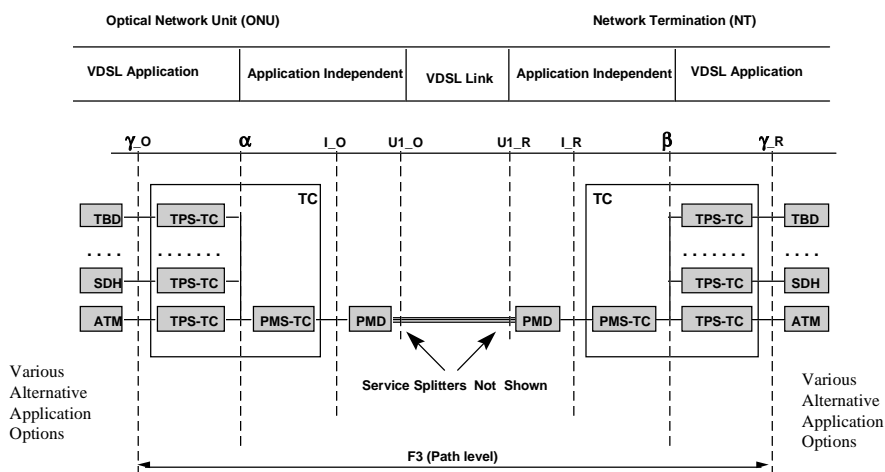 Optical Network Unit (ONU) Network Termination (NT)
VDSL Application Application Independent VDSL Link Application Independent VDSL Application
γ_O α I_O U1_O U1_R I_R β γ_R
TC TC
TBD TPS-TC TPS-TC TBD
. . . . . . . . . . . . . . . . . . . . . .
SDH TPS-TC TPS-TC SDH
ATM TPS-TC PMS-TC PMD PMD PMS-TC TPS-TC ATM
Various
Alternative
Application
Options
Service Splitters Not Shown
Various
Alternative
Application
Options
F3 (Path level)